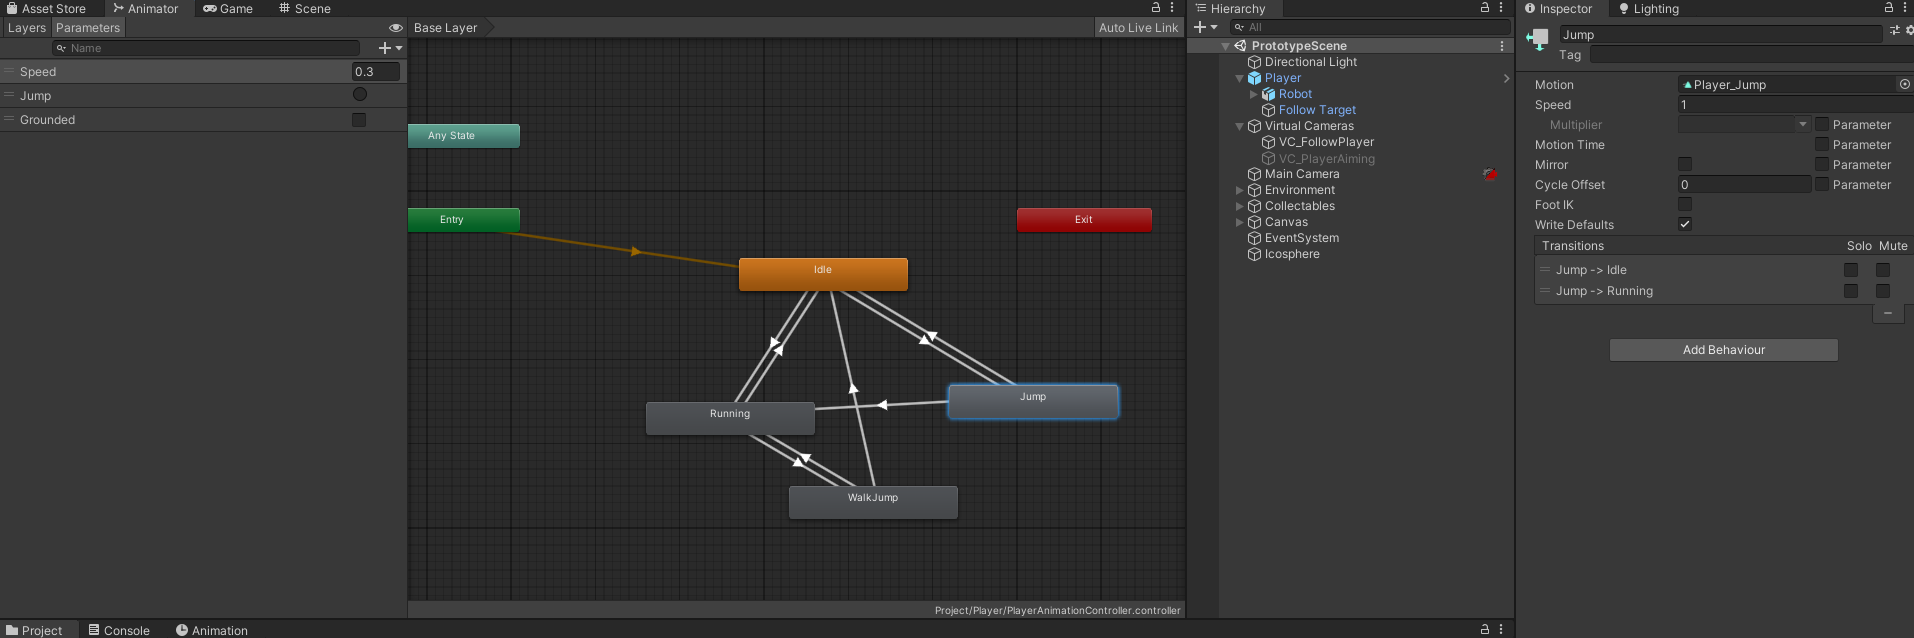 Asset Store Animator Game Scene
Layers Parameters
Name
Speed 0.3
Jump
Grounded
Base Layer Auto Live Link
Any State
Entry
Exit
Idle
Running
Jump
WalkJump
Project/Player/PlayerAnimationController.controller
Hierarchy
All
PrototypeScene
Directional Light
Player
Robot
Follow Target
Virtual Cameras
VC_FollowPlayer
VC_PlayerAiming
Main Camera
Environment
Collectables
Canvas
EventSystem
Icosphere
Inspector Lighting
Jump
Tag
Motion Player_Jump
Speed 1
Multiplier Parameter
Motion Time Parameter
Mirror Parameter
Cycle Offset 0 Parameter
Foot IK
Write Defaults
Transitions Solo Mute
Jump -> Idle
Jump -> Running
Add Behaviour
Project Console Animation